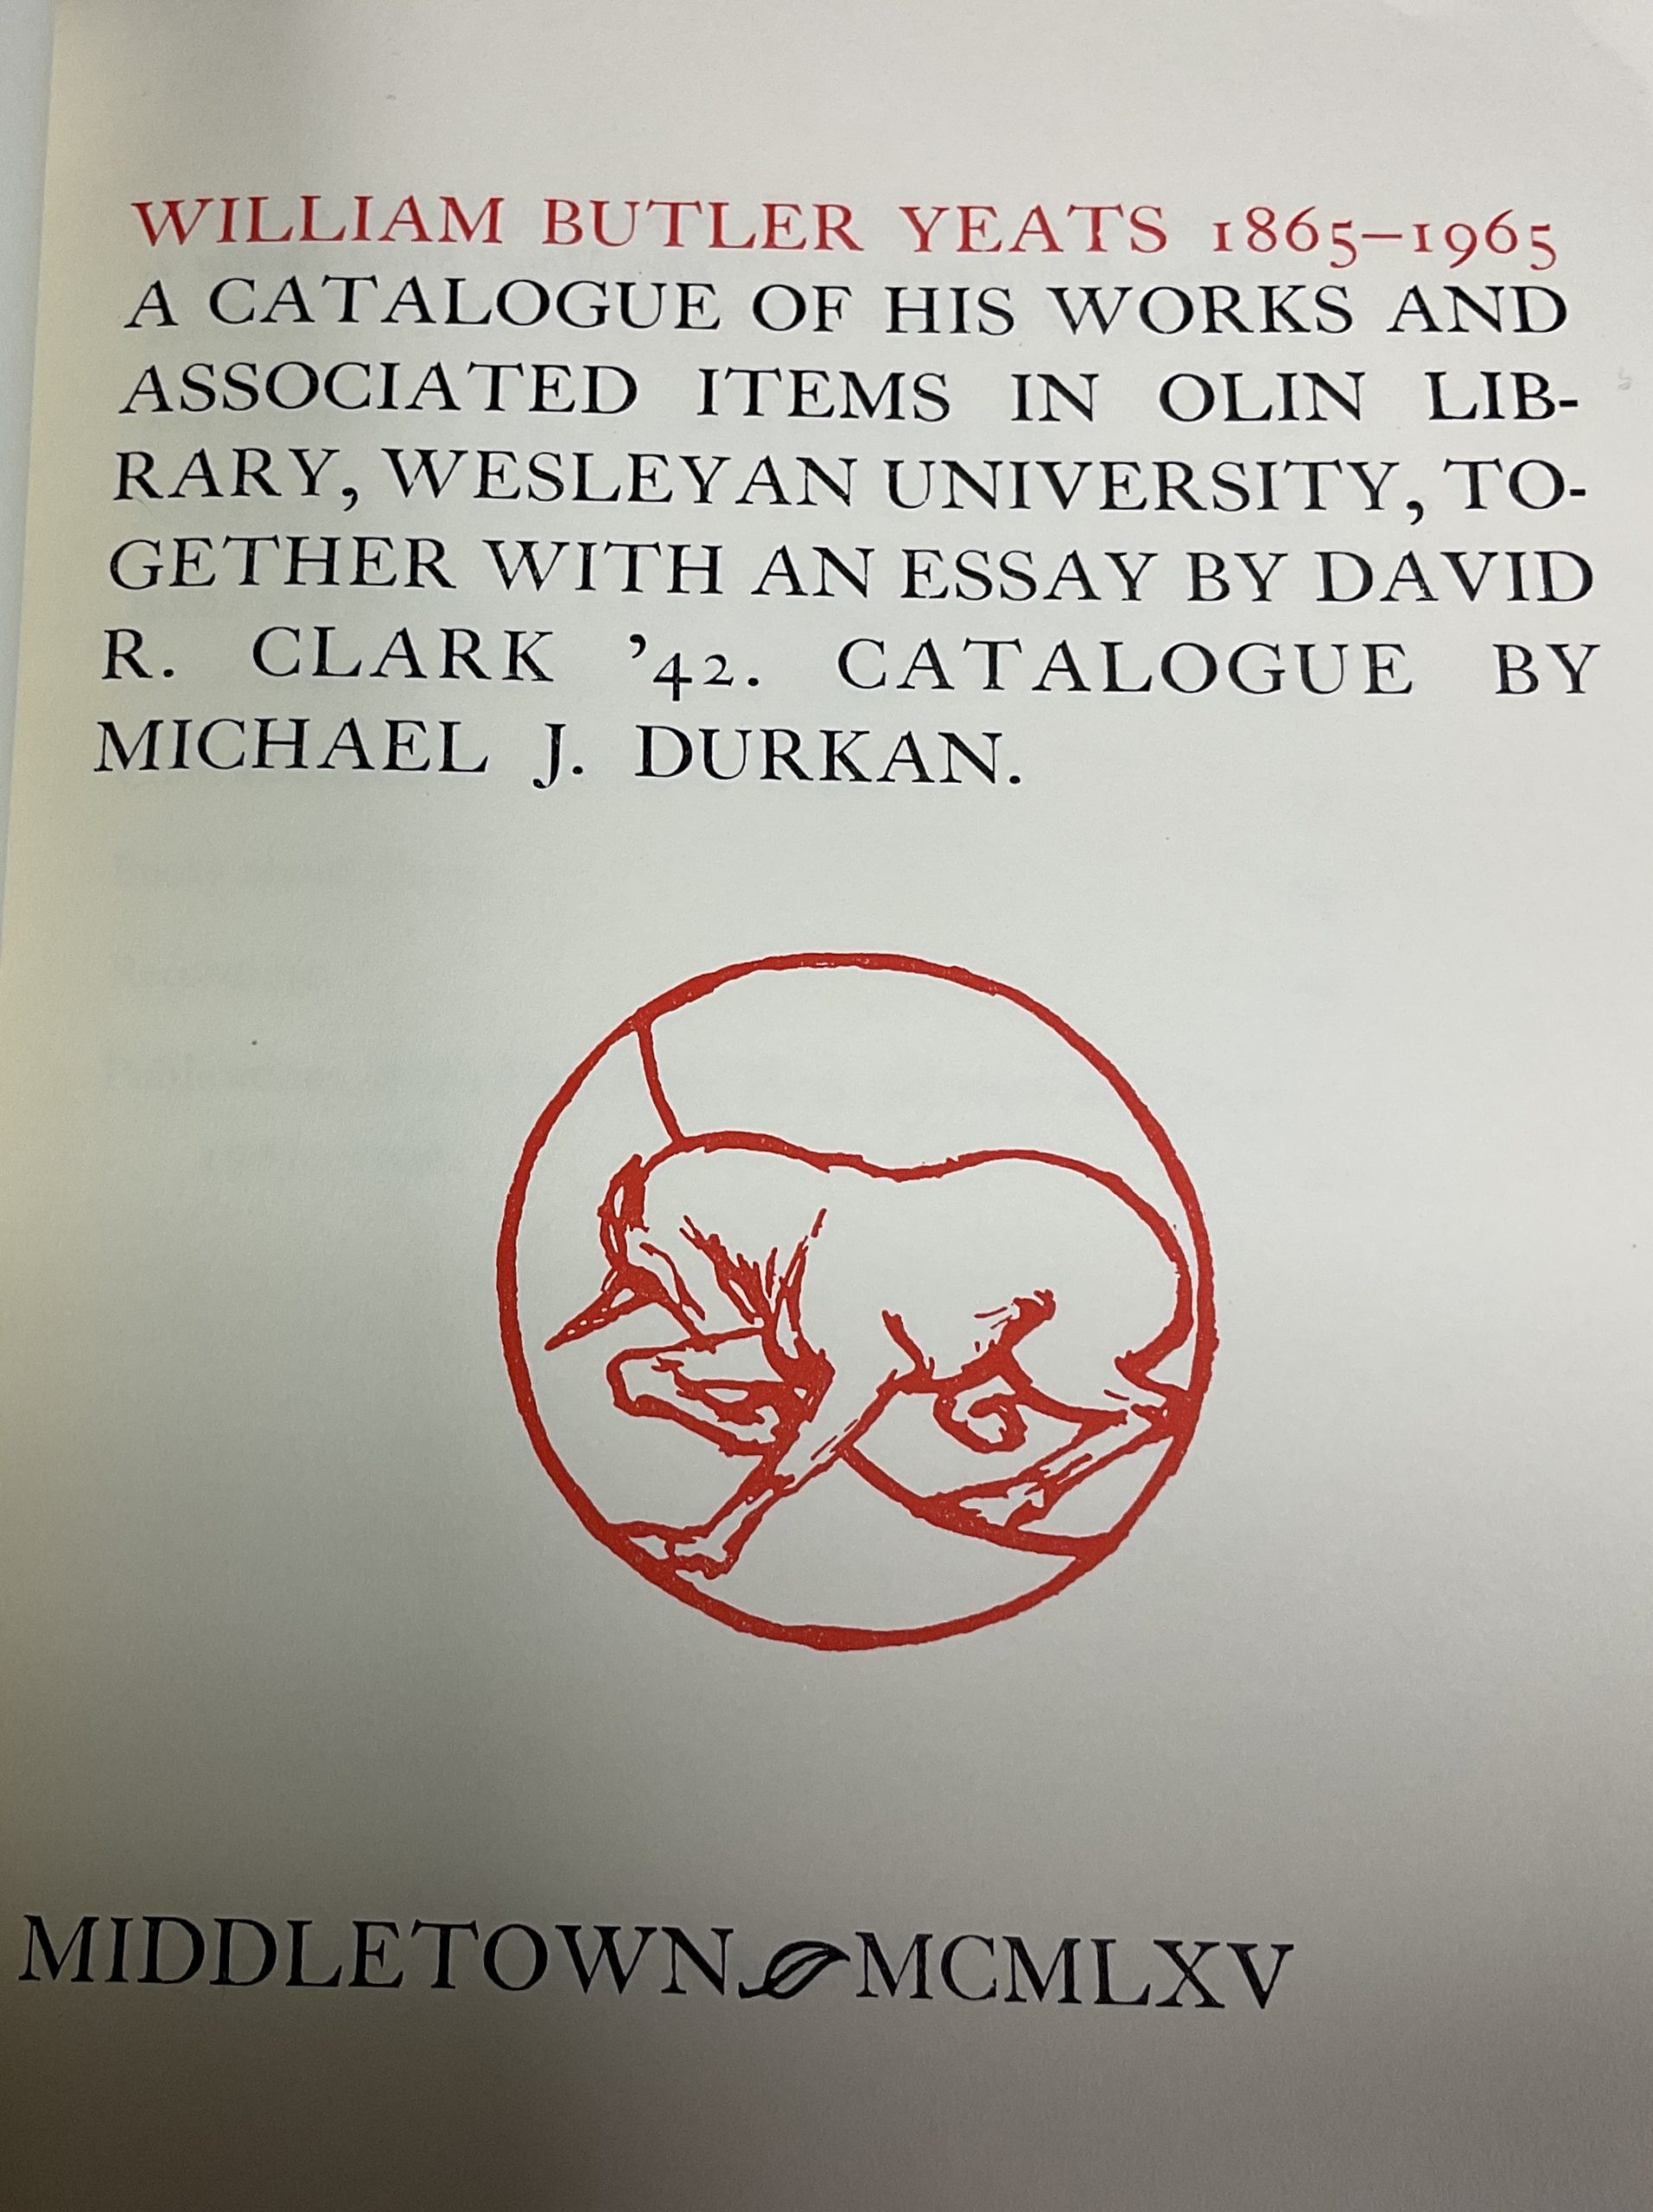 WILLIAM BUTLER YEATS 1865–1965
A CATALOGUE OF HIS WORKS AND
ASSOCIATED ITEMS IN OLIN LIB-
RARY, WESLEYAN UNIVERSITY, TO-
GETHER WITH AN ESSAY BY DAVID
R. CLARK ’42. CATALOGUE BY
MICHAEL J. DURKAN.
MIDDLETOWN MCMLXV